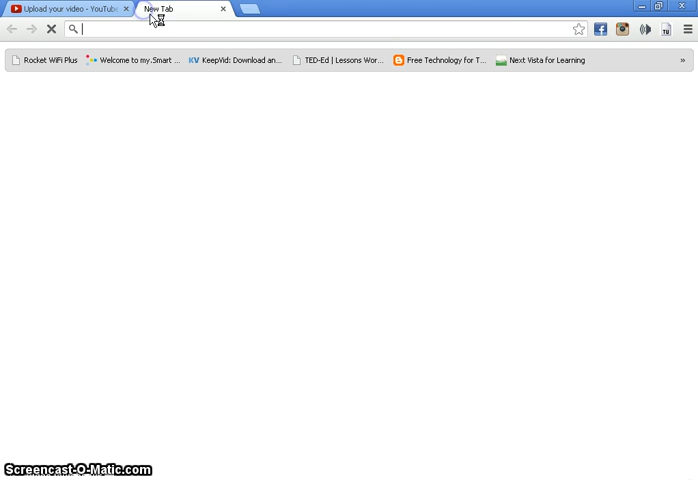 Upload your video - YouTube
New Tab
Rocket WiFi Plus
Welcome to my.Smart ...
KV KeepVid: Download an...
TED-Ed | Lessons Wor...
Free Technology for T...
Next Vista for Learning
»
Screencast-O-Matic.com